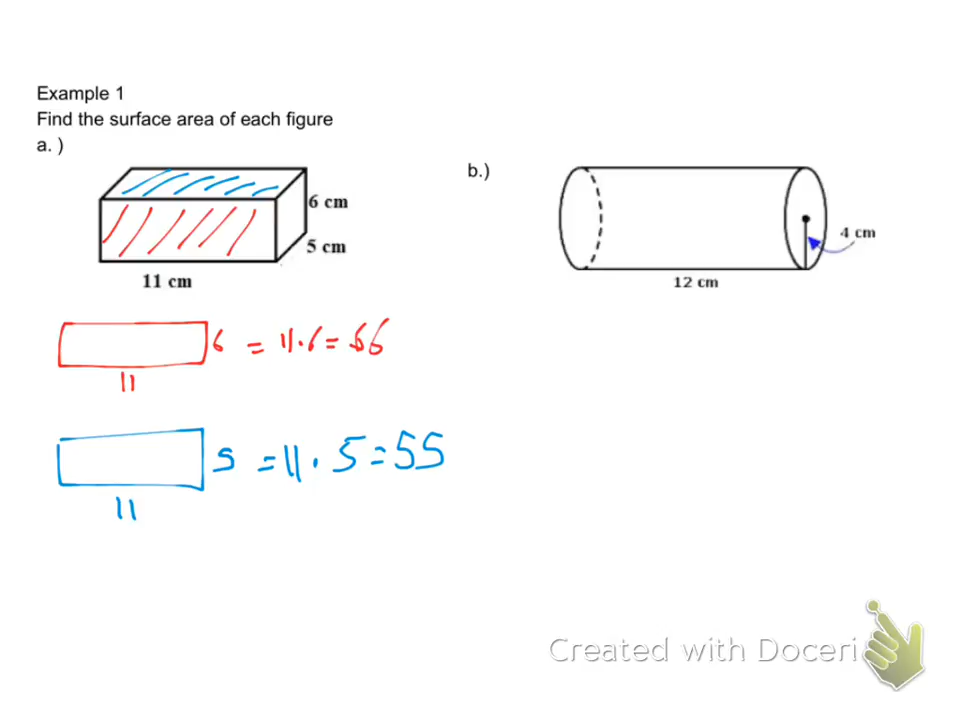 Example 1
Find the surface area of each figure
a. )
b.)
6 cm
5 cm
11 cm
4 cm
12 cm
6 = 11.6 = 66
11
5 = 11 . 5 = 55
11
Created with Doceri